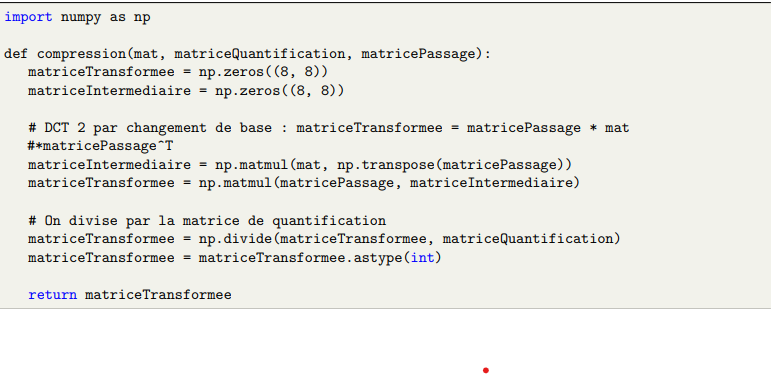 import numpy as np
def compression(mat, matriceQuantification, matricePassage):
matriceTransformee = np.zeros((8, 8))
matriceIntermediaire = np.zeros((8, 8))
# DCT 2 par changement de base : matriceTransformee = matricePassage * mat
#*matricePassage^T
matriceIntermediaire = np.matmul(mat, np.transpose(matricePassage))
matriceTransformee = np.matmul(matricePassage, matriceIntermediaire)
# On divise par la matrice de quantification
matriceTransformee = np.divide(matriceTransformee, matriceQuantification)
matriceTransformee = matriceTransformee.astype(int)
return matriceTransformee